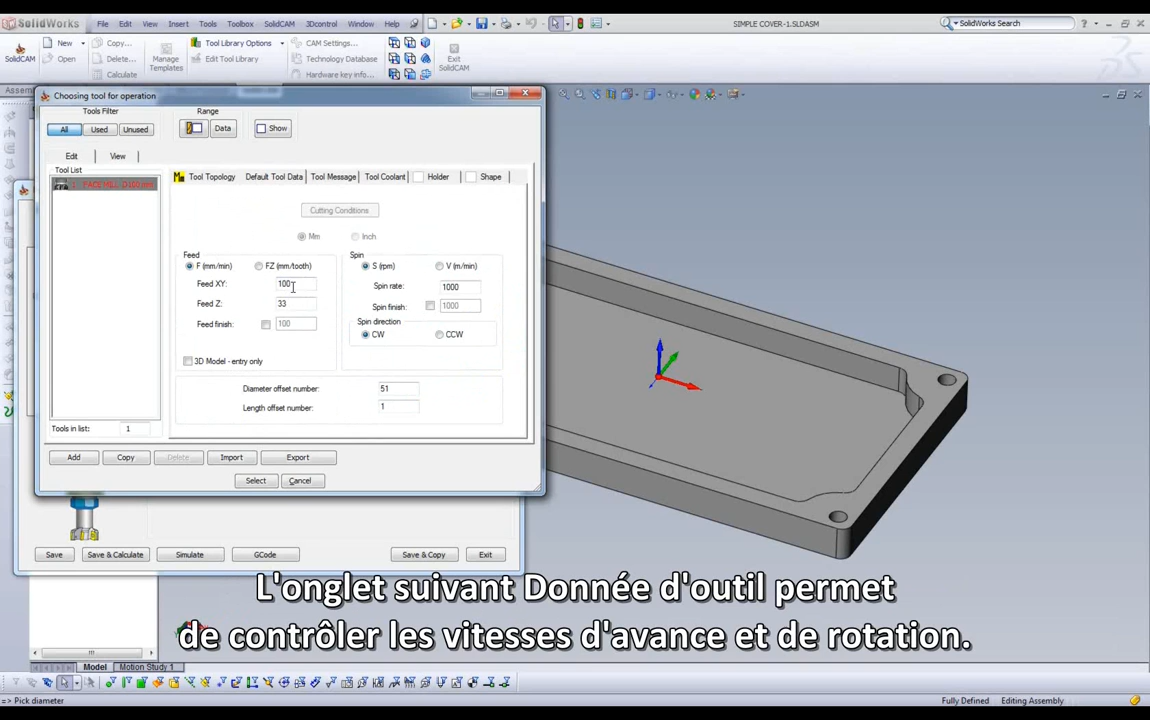 SolidWorks File Edit View Insert Tools Toolbox SolidCAM 3Dcontrol Window Help SIMPLE COVER-1.SLDASM SolidWorks Search
New Copy... Tool Library Options CAM Settings...
SolidCAM Open Delete... Manage Templates Edit Tool Library Technology Database Exit SolidCAM
Calculate Hardware key info...
Choosing tool for operation
Tools Filter Range
All Used Unused Data Show
Edit View
Tool List
1 FACE MILL D100 mm
Tool Topology Default Tool Data Tool Message Tool Coolant Holder Shape
Cutting Conditions
Mm Inch
Feed Spin
F (mm/min) FZ (mm/tooth) S (rpm) V (m/min)
Feed XY: 100 Spin rate: 1000
Feed Z: 33 Spin finish: 1000
Feed finish: 100 Spin direction
CW CCW
3D Model - entry only
Diameter offset number: 51
Length offset number: 1
Tools in list: 1
Add Copy Delete Import Export
Select Cancel
Save Save & Calculate Simulate GCode Save & Copy Exit
L'onglet suivant Donnée d'outil permet
de contrôler les vitesses d'avance et de rotation.
Model Motion Study 1
=> Pick diameter Fully Defined Editing Assembly